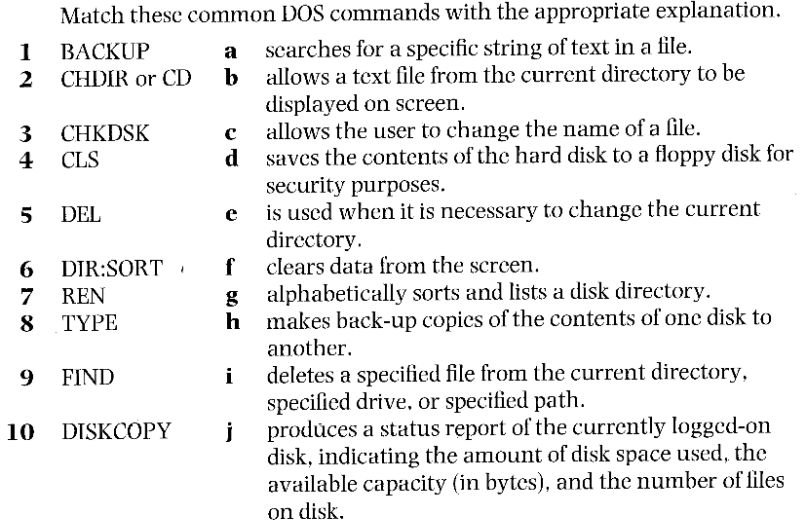 Match these common DOS commands with the appropriate explanation.
1 BACKUP a searches for a specific string of text in a file.
2 CHDIR or CD b allows a text file from the current directory to be
displayed on screen.
3 CHKDSK c allows the user to change the name of a file.
4 CLS d saves the contents of the hard disk to a floppy disk for
security purposes.
5 DEL e is used when it is necessary to change the current
directory.
6 DIR:SORT f clears data from the screen.
7 REN g alphabetically sorts and lists a disk directory.
8 TYPE h makes back-up copies of the contents of one disk to
another.
9 FIND i deletes a specified file from the current directory,
specified drive, or specified path.
10 DISKCOPY j produces a status report of the currently logged-on
disk, indicating the amount of disk space used, the
available capacity (in bytes), and the number of files
on disk.